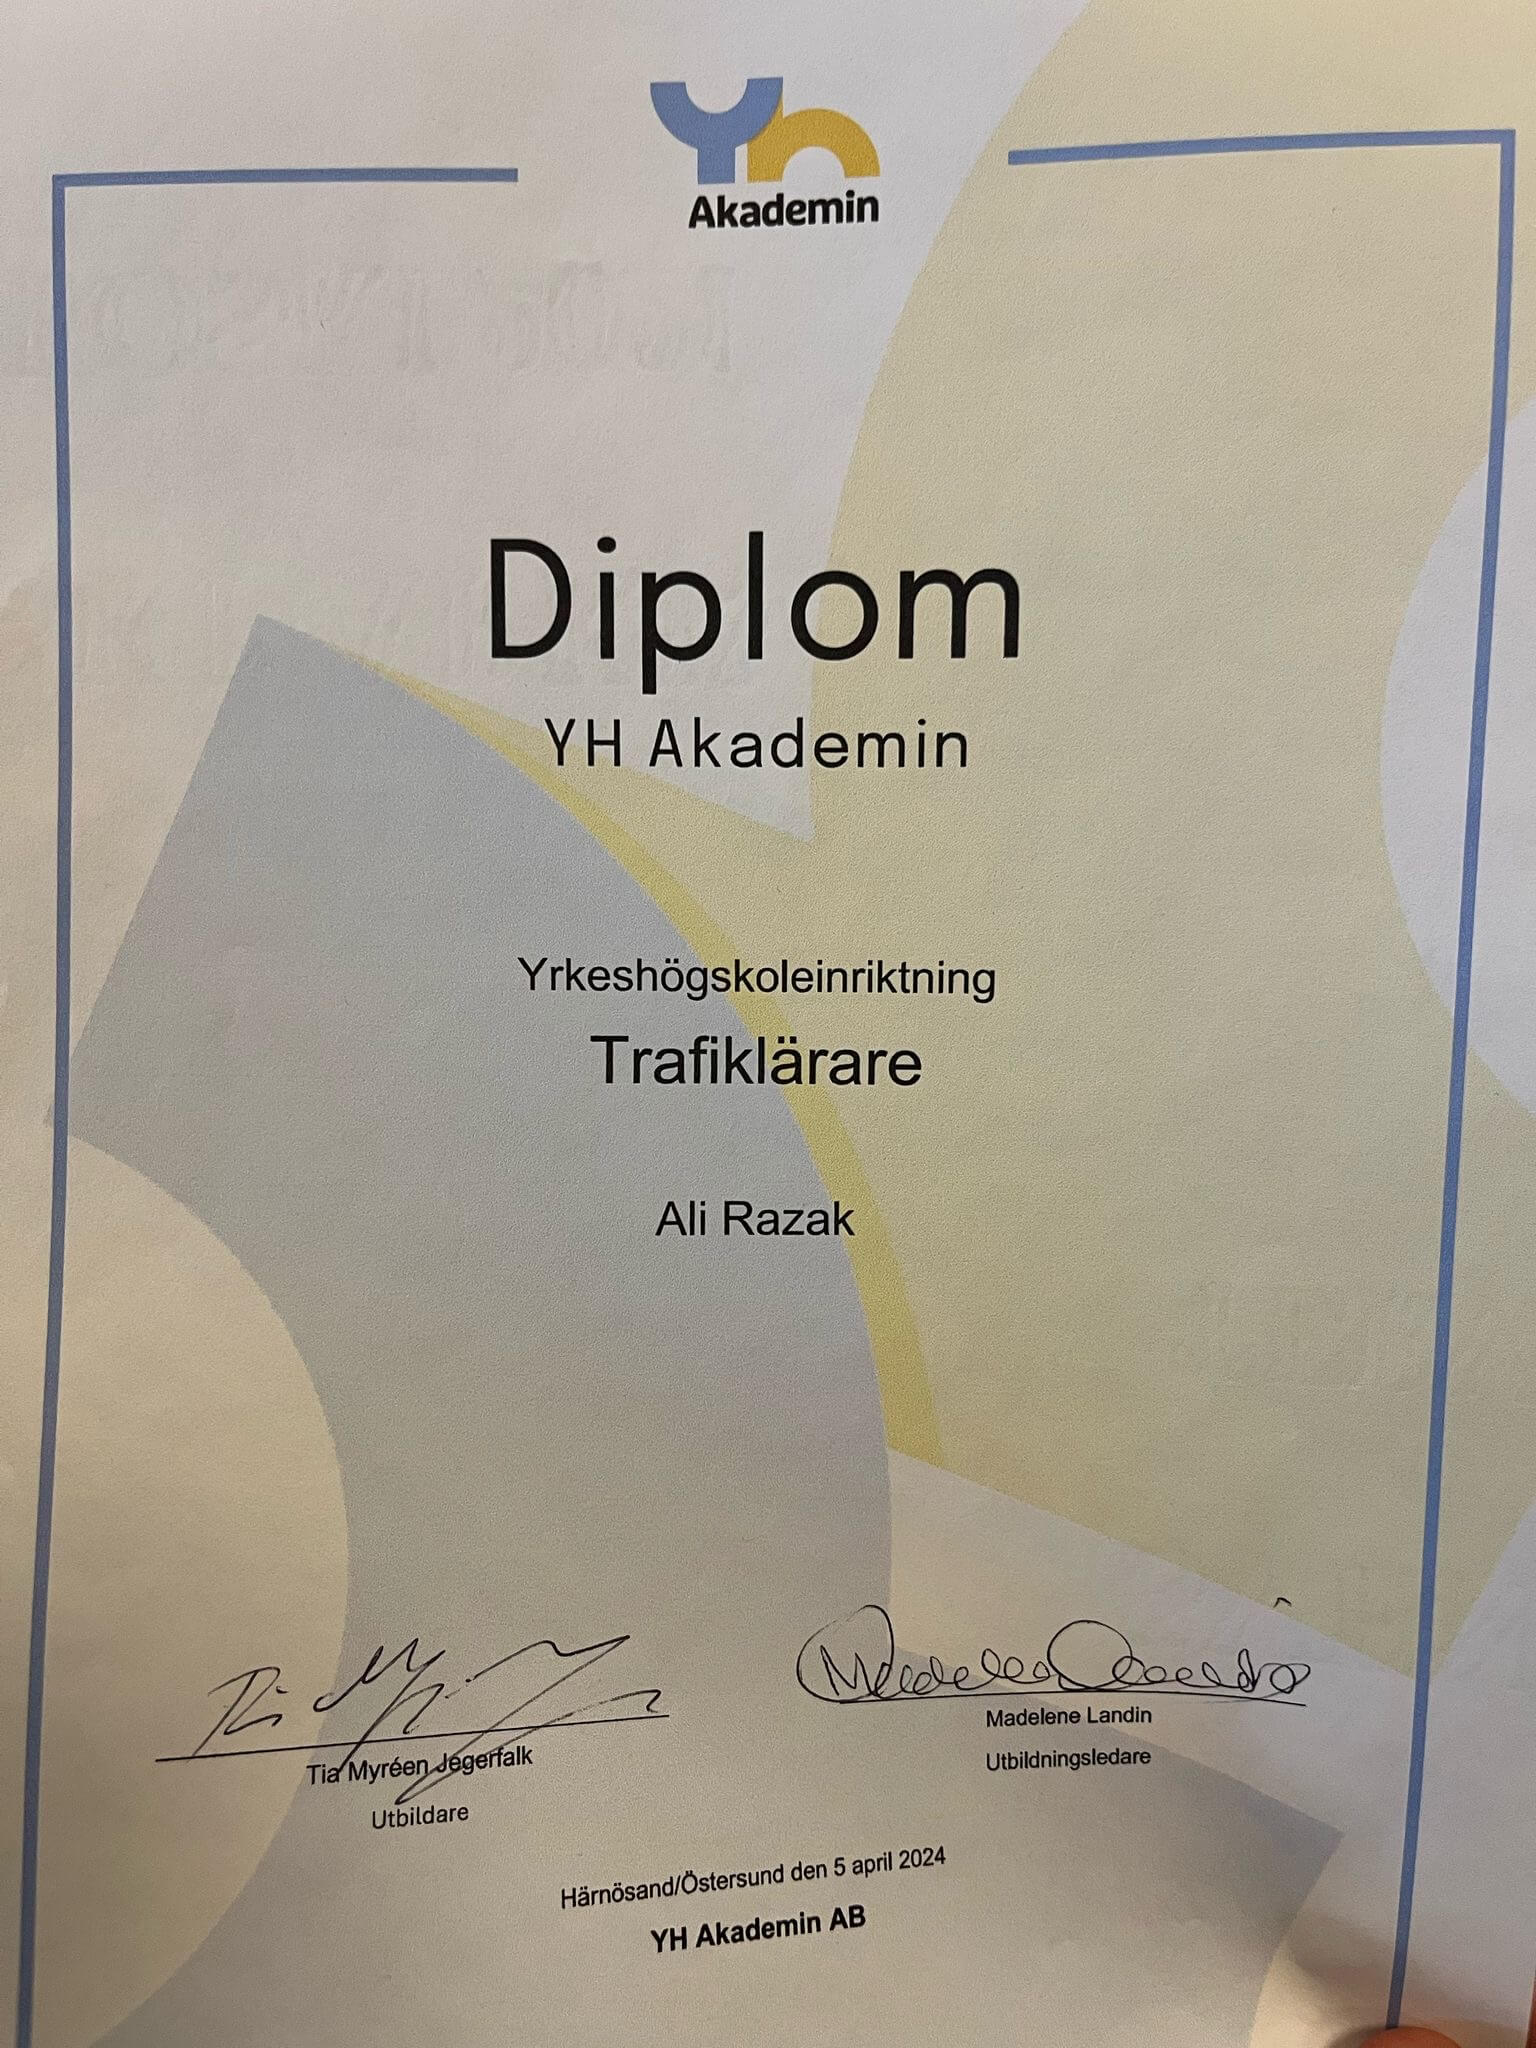 Yh
Akademin
Diplom
YH Akademin
Yrkeshögskoleinriktning
Trafiklärare
Ali Razak
Tia Myréen Jegerfalk
Utbildare
Madelene Landin
Utbildningsledare
Härnösand/Östersund den 5 april 2024
YH Akademin AB